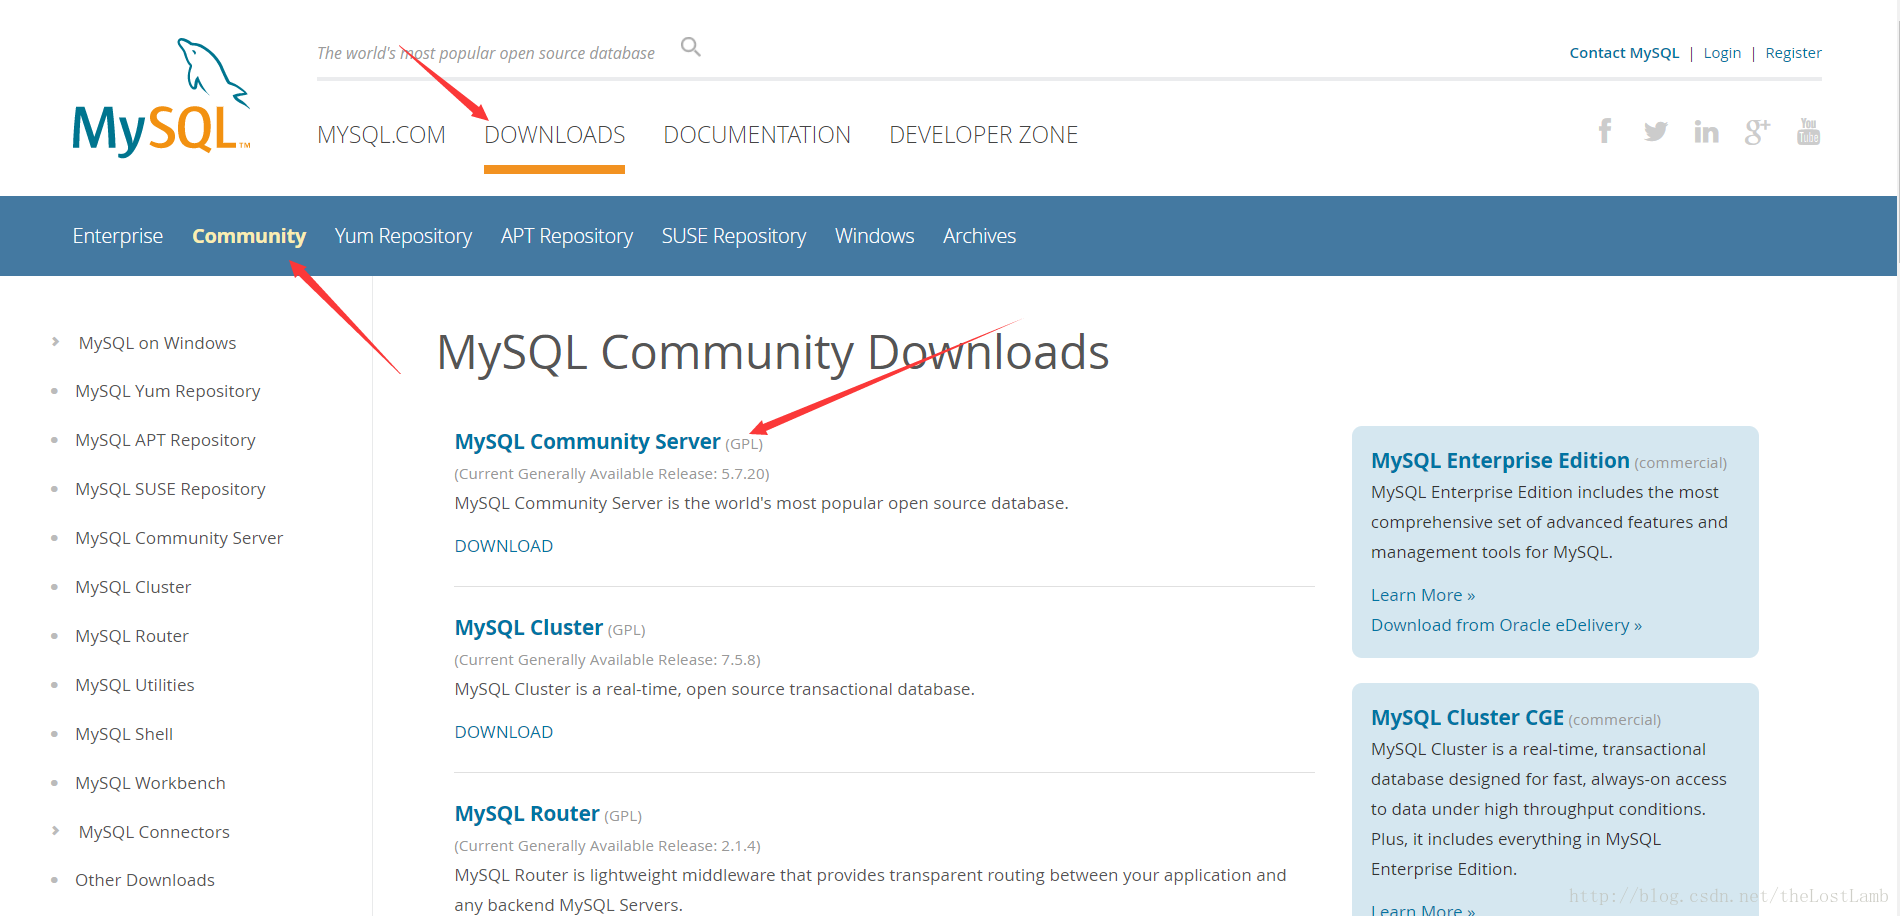 The world's most popular open source database
Contact MySQL | Login | Register
MySQL™
MYSQL.COM DOWNLOADS DOCUMENTATION DEVELOPER ZONE
You Tube
Enterprise Community Yum Repository APT Repository SUSE Repository Windows Archives
MySQL on Windows
MySQL Yum Repository
MySQL APT Repository
MySQL SUSE Repository
MySQL Community Server
MySQL Cluster
MySQL Router
MySQL Utilities
MySQL Shell
MySQL Workbench
MySQL Connectors
Other Downloads
MySQL Community Downloads
MySQL Community Server (GPL)
(Current Generally Available Release: 5.7.20)
MySQL Community Server is the world's most popular open source database.
DOWNLOAD
MySQL Cluster (GPL)
(Current Generally Available Release: 7.5.8)
MySQL Cluster is a real-time, open source transactional database.
DOWNLOAD
MySQL Router (GPL)
(Current Generally Available Release: 2.1.4)
MySQL Router is lightweight middleware that provides transparent routing between your application and
any backend MySQL Servers.
MySQL Enterprise Edition (commercial)
MySQL Enterprise Edition includes the most
comprehensive set of advanced features and
management tools for MySQL.
Learn More »
Download from Oracle eDelivery »
MySQL Cluster CGE (commercial)
MySQL Cluster is a real-time, transactional
database designed for fast, always-on access
to data under high throughput conditions.
Plus, it includes everything in MySQL
Enterprise Edition.
Learn More »
http://blog.csdn.net/theLostLamb